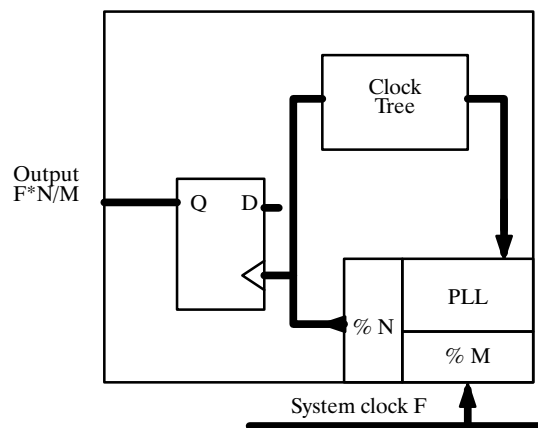 Clock
Tree
Output
F*N/M
Q
D
% N
PLL
% M
System clock F